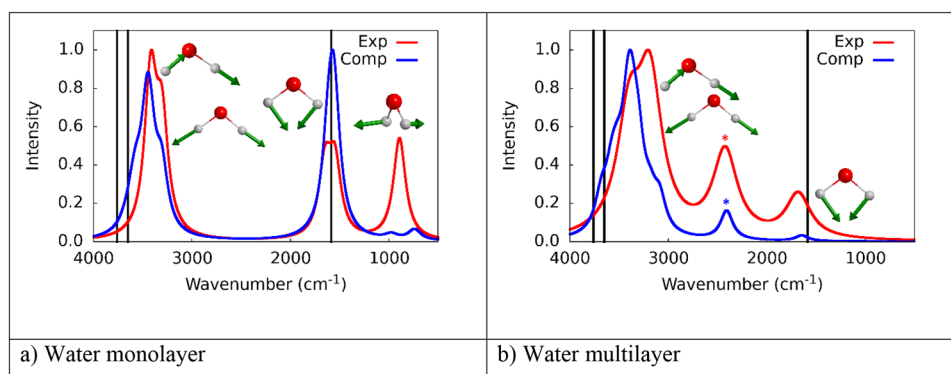 1.0
0.8
0.6
0.4
0.2
0.0
Intensity
Exp
Comp
4000 3000 2000 1000
Wavenumber (cm-1)
1.0
0.8
0.6
0.4
0.2
0.0
Intensity
Exp
Comp
*
*
4000 3000 2000 1000
Wavenumber (cm-1)
a) Water monolayer
b) Water multilayer